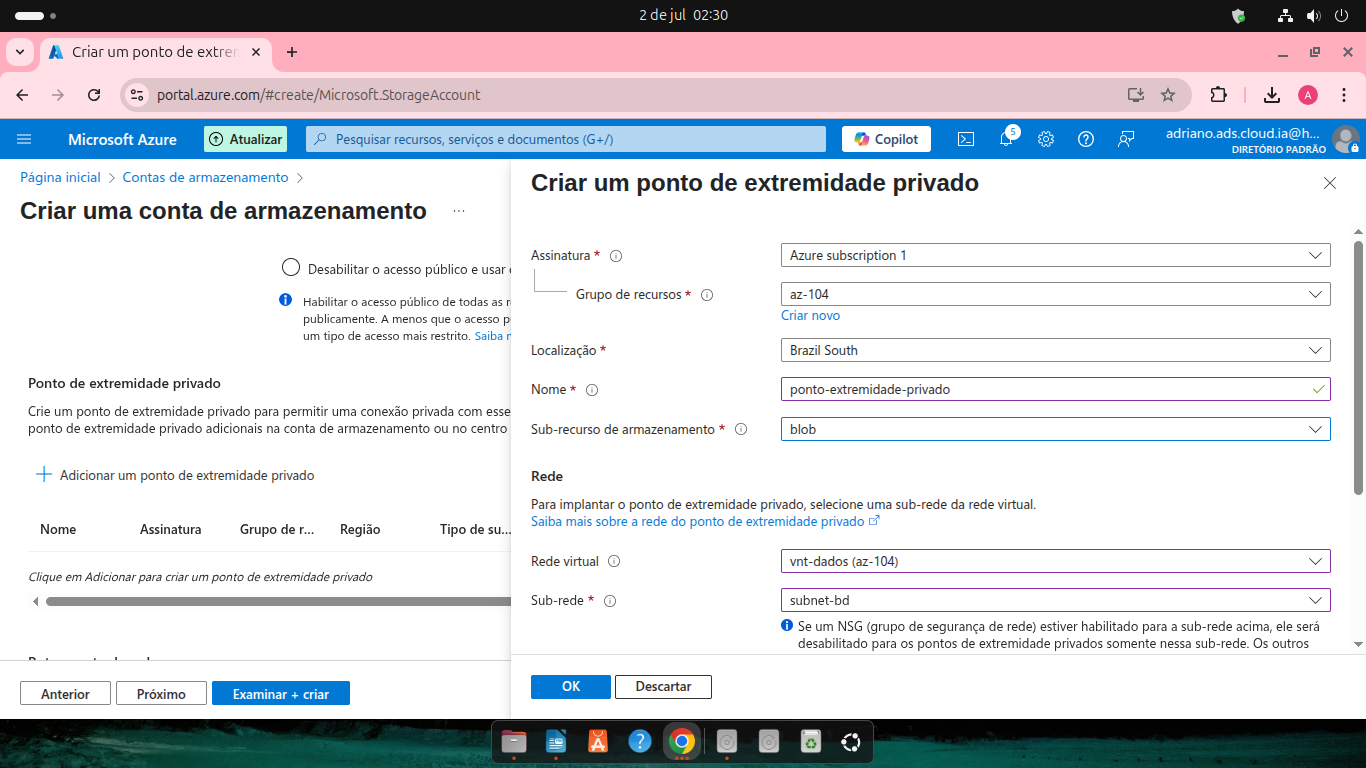 2 de jul 02:30
Criar um ponto de extrem
portal.azure.com/#create/Microsoft.StorageAccount
A
Microsoft Azure
Atualizar
Pesquisar recursos, serviços e documentos (G+/)
Copilot
5
adriano.ads.cloud.ia@h...
DIRETÓRIO PADRÃO
Página inicial > Contas de armazenamento >
Criar uma conta de armazenamento ...
Desabilitar o acesso público e usar
Habilitar o acesso público de todas as
publicamente. A menos que o acesso
um tipo de acesso mais restrito. Saiba
Ponto de extremidade privado
Crie um ponto de extremidade privado para permitir uma conexão privada com esse
ponto de extremidade privado adicionais na conta de armazenamento ou no centro
Adicionar um ponto de extremidade privado
Nome Assinatura Grupo de r... Região Tipo de su...
Clique em Adicionar para criar um ponto de extremidade privado
Anterior
Próximo
Examinar + criar
Criar um ponto de extremidade privado
Assinatura *
Azure subscription 1
Grupo de recursos *
az-104
Criar novo
Localização *
Brazil South
Nome *
ponto-extremidade-privado
Sub-recurso de armazenamento *
blob
Rede
Para implantar o ponto de extremidade privado, selecione uma sub-rede da rede virtual.
Saiba mais sobre a rede do ponto de extremidade privado
Rede virtual
vnt-dados (az-104)
Sub-rede *
subnet-bd
Se um NSG (grupo de segurança de rede) estiver habilitado para a sub-rede acima, ele será
desabilitado para os pontos de extremidade privados somente nessa sub-rede. Os outros
OK
Descartar